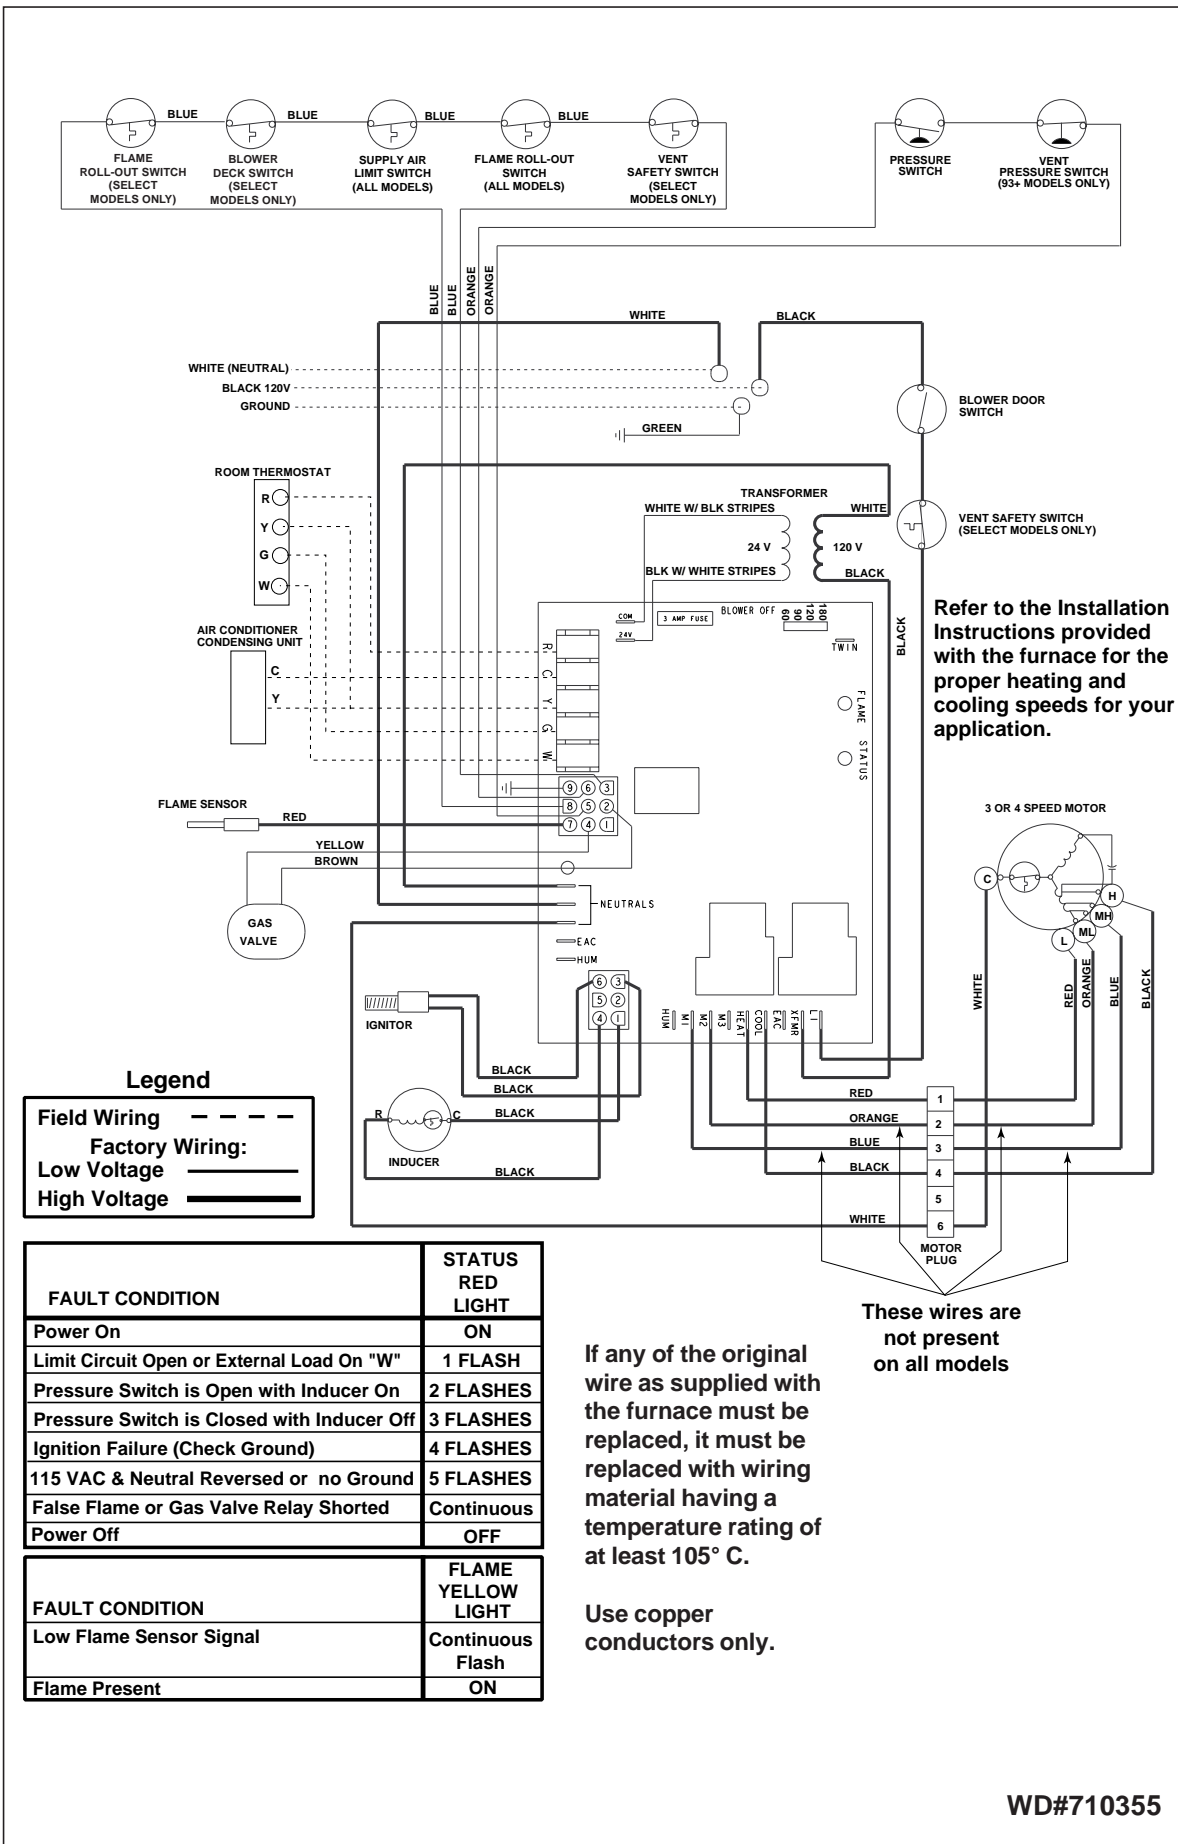 BLUE
BLUE
BLUE
BLUE
FLAME
ROLL-OUT SWITCH
(SELECT
MODELS ONLY)
BLOWER
DECK SWITCH
(SELECT
MODELS ONLY)
SUPPLY AIR
LIMIT SWITCH
(ALL MODELS)
FLAME ROLL-OUT
SWITCH
(ALL MODELS)
VENT
SAFETY SWITCH
(SELECT
MODELS ONLY)
PRESSURE
SWITCH
VENT
PRESSURE SWITCH
(93+ MODELS ONLY)
BLUE
BLUE
ORANGE
ORANGE
WHITE
BLACK
WHITE (NEUTRAL)
BLACK 120V
GROUND
GREEN
BLOWER DOOR
SWITCH
ROOM THERMOSTAT
R
Y
G
W
TRANSFORMER
WHITE W/ BLK STRIPES
WHITE
24 V
120 V
BLK W/ WHITE STRIPES
BLACK
VENT SAFETY SWITCH
(SELECT MODELS ONLY)
AIR CONDITIONER
CONDENSING UNIT
C
Y
COM
24V
3 AMP FUSE
BLOWER OFF
60
90
120
180
TWIN
BLACK
R
C
Y
G
W
FLAME
STATUS
Refer to the Installation
Instructions provided
with the furnace for the
proper heating and
cooling speeds for your
application.
9 6 3
8 5 2
7 4 1
FLAME SENSOR
RED
YELLOW
BROWN
GAS
VALVE
NEUTRALS
EAC
HUM
3 OR 4 SPEED MOTOR
C
H
MH
ML
L
WHITE
RED
ORANGE
BLUE
BLACK
6 3
5 2
4 1
IGNITOR
HUM
M1
M2
M3
HEAT
COOL
EAC
XFMR
L1
BLACK
BLACK
R
C
BLACK
INDUCER
BLACK
RED
1
ORANGE
2
BLUE
3
BLACK
4
5
WHITE
6
MOTOR
PLUG
These wires are
not present
on all models
Legend
Field Wiring
Factory Wiring:
Low Voltage
High Voltage
FAULT CONDITION
STATUS
RED
LIGHT
Power On ON
Limit Circuit Open or External Load On "W" 1 FLASH
Pressure Switch is Open with Inducer On 2 FLASHES
Pressure Switch is Closed with Inducer Off 3 FLASHES
Ignition Failure (Check Ground) 4 FLASHES
115 VAC & Neutral Reversed or no Ground 5 FLASHES
False Flame or Gas Valve Relay Shorted Continuous
Power Off OFF
FAULT CONDITION
FLAME
YELLOW
LIGHT
Low Flame Sensor Signal Continuous
Flash
Flame Present ON
If any of the original
wire as supplied with
the furnace must be
replaced, it must be
replaced with wiring
material having a
temperature rating of
at least 105° C.
Use copper
conductors only.
WD#710355